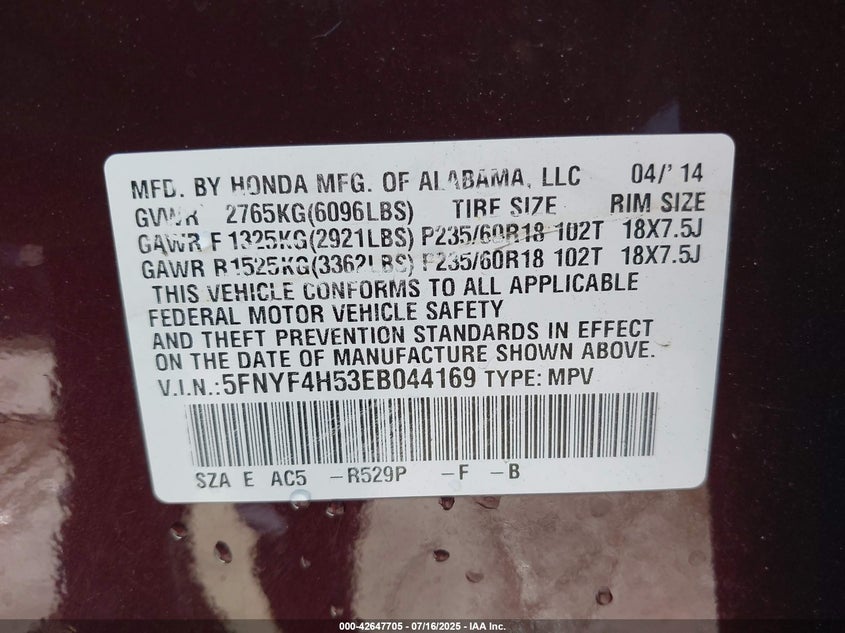 MFD. BY HONDA MFG. OF ALABAMA, LLC 04/'14
GVWR 2765KG(6096LBS) TIRE SIZE RIM SIZE
GAWR F 1325KG(2921LBS) P235/60R18 102T 18X7.5J
GAWR R 1525KG(3362LBS) P235/60R18 102T 18X7.5J
THIS VEHICLE CONFORMS TO ALL APPLICABLE
FEDERAL MOTOR VEHICLE SAFETY
AND THEFT PREVENTION STANDARDS IN EFFECT
ON THE DATE OF MANUFACTURE SHOWN ABOVE.
V.I.N.:5FNYF4H53EB044169 TYPE: MPV
SZA E AC5 -R529P -F -B
000-42647705 - 07/16/2025 - IAA Inc.